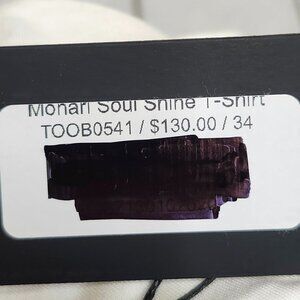 Monari Soul Shine T-Shirt
TOOB0541 / $130.00 / 34